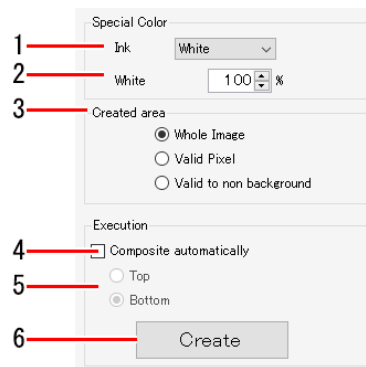 Special Color
1 Ink White
2 White 100 %
3 Created area
Whole Image
Valid Pixel
Valid to non background
Execution
4 Composite automatically
5 Top
Bottom
6 Create